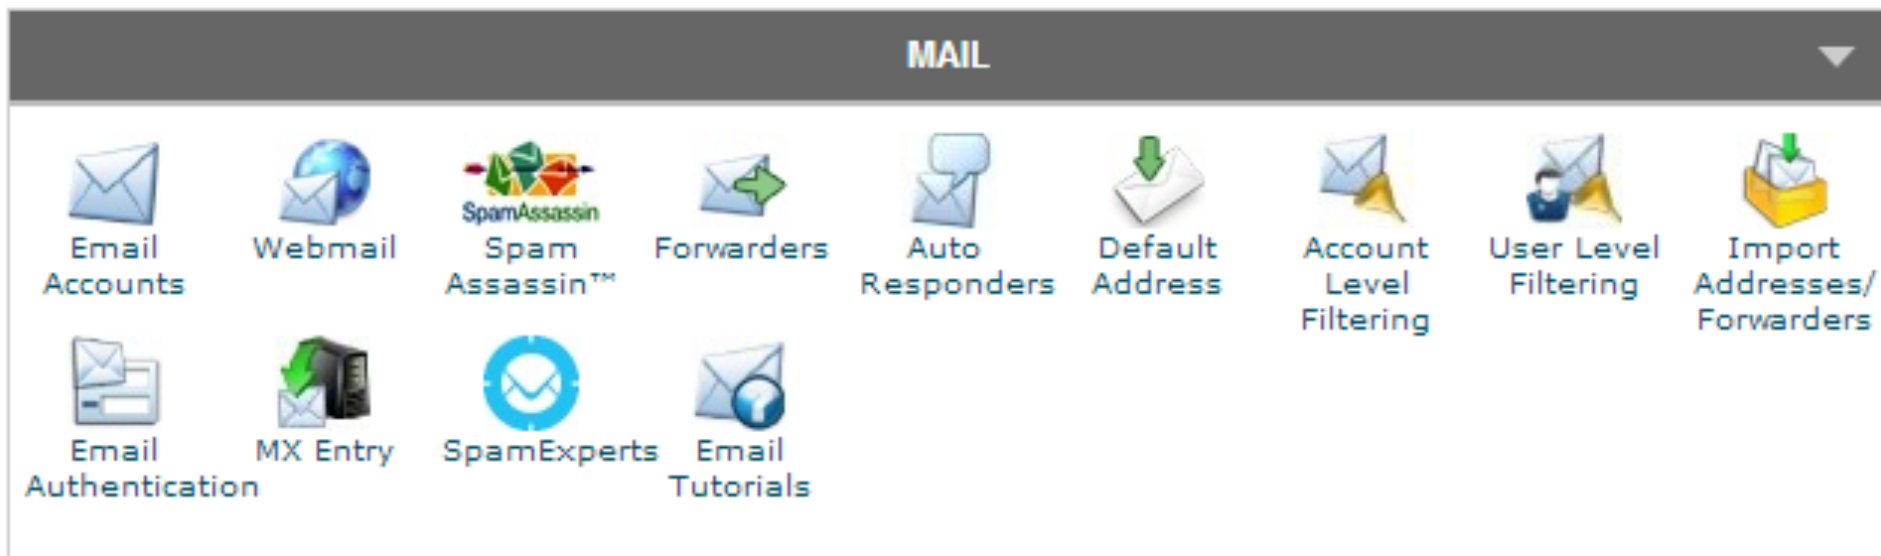 MAIL
SpamAssassin
Email
Accounts
Webmail
Spam
Assassin™
Forwarders
Auto
Responders
Default
Address
Account
Level
Filtering
User Level
Filtering
Import
Addresses/
Forwarders
Email
Authentication
MX Entry
SpamExperts
?
Email
Tutorials